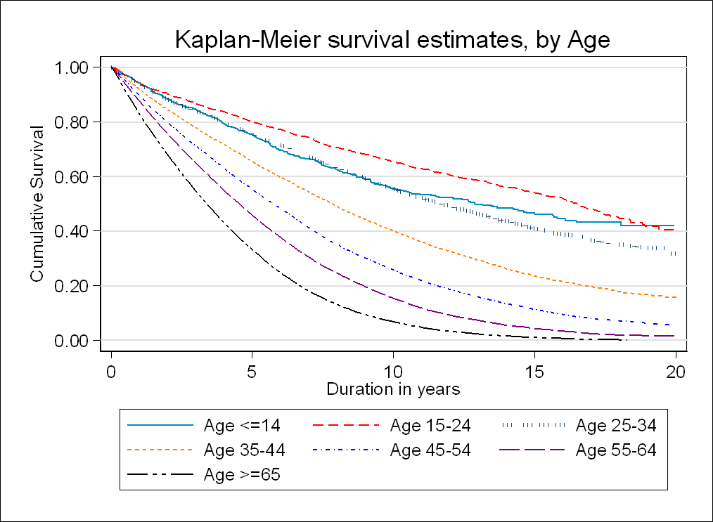 Kaplan-Meier survival estimates, by Age
1.00
0.80
0.60
0.40
0.20
0.00
Cumulative Survival
0 5 10 15 20
Duration in years
Age <=14 Age 15-24 Age 25-34
Age 35-44 Age 45-54 Age 55-64
Age >=65